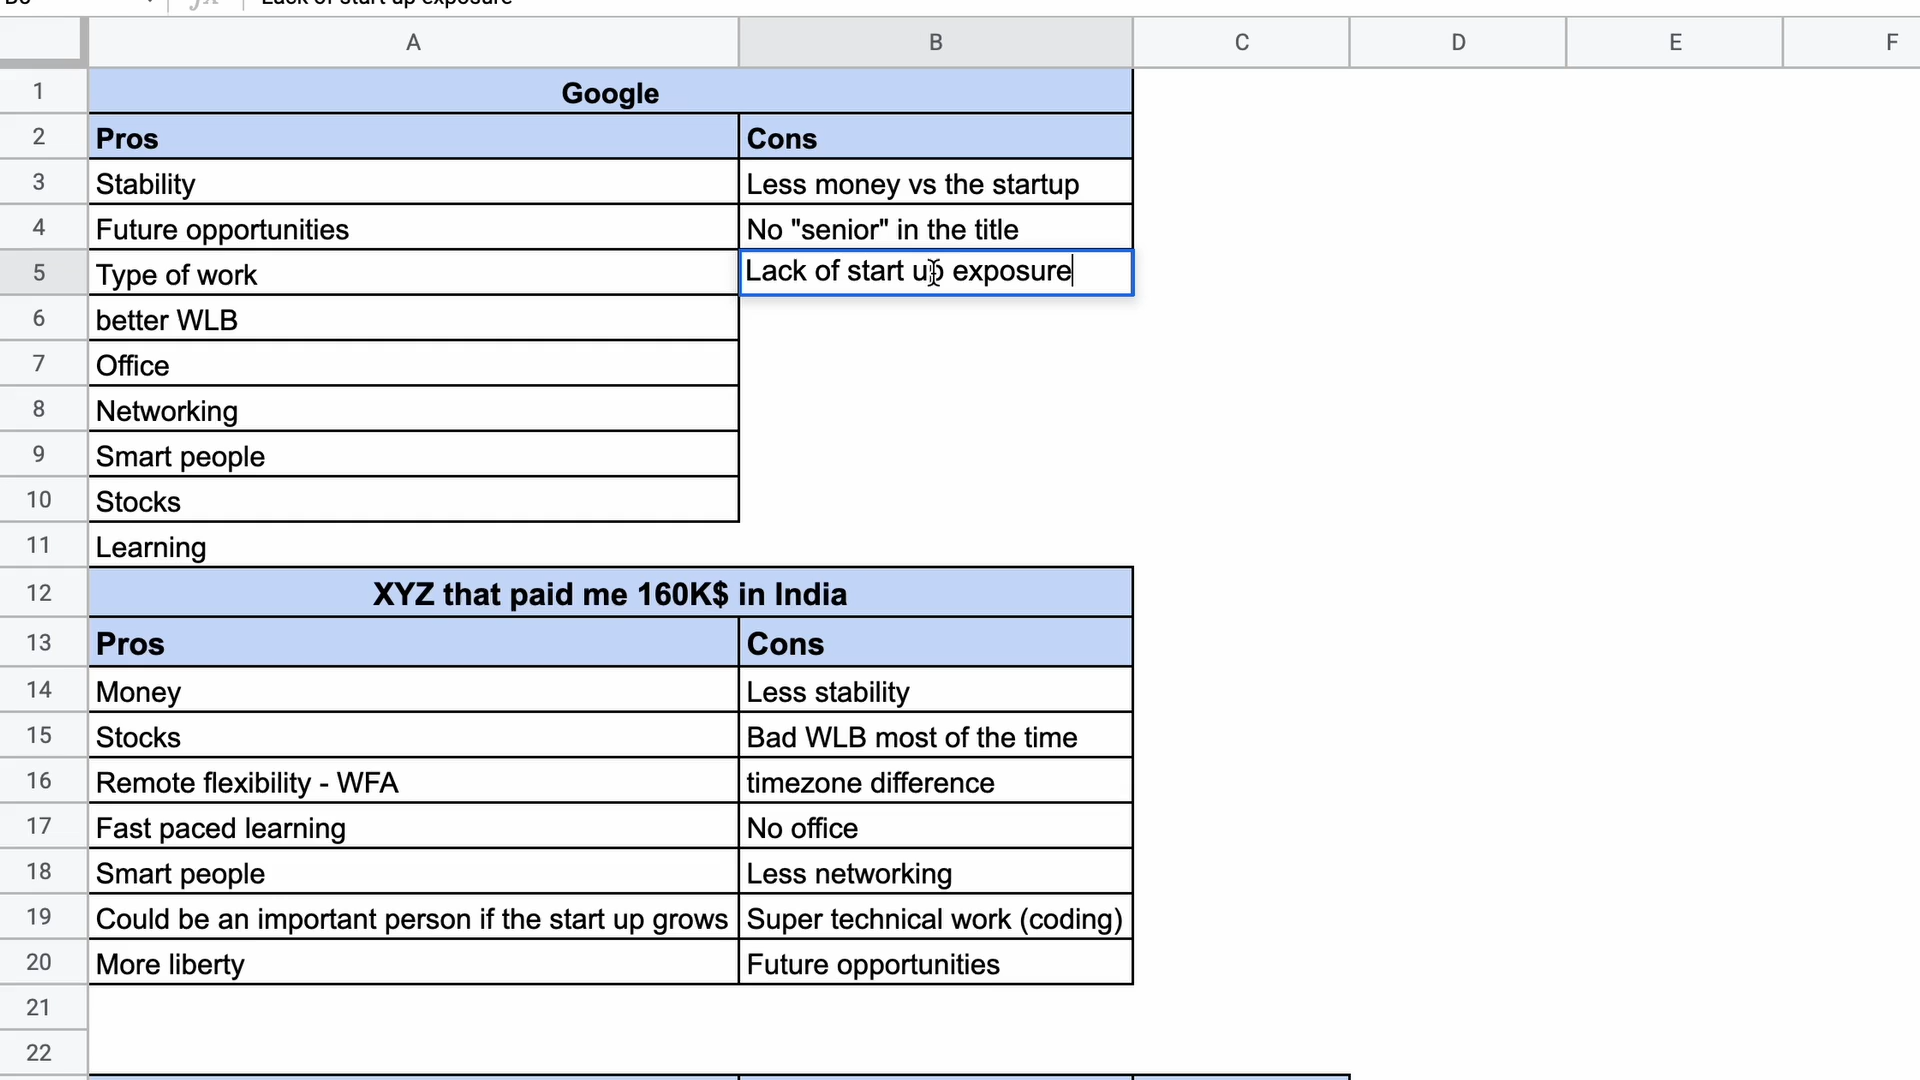 Lack of start up exposure
A B C D E F
1 Google
2 Pros Cons
3 Stability Less money vs the startup
4 Future opportunities No "senior" in the title
5 Type of work Lack of start up exposure
6 better WLB
7 Office
8 Networking
9 Smart people
10 Stocks
11 Learning
12 XYZ that paid me 160K$ in India
13 Pros Cons
14 Money Less stability
15 Stocks Bad WLB most of the time
16 Remote flexibility - WFA timezone difference
17 Fast paced learning No office
18 Smart people Less networking
19 Could be an important person if the start up grows Super technical work (coding)
20 More liberty Future opportunities
21
22